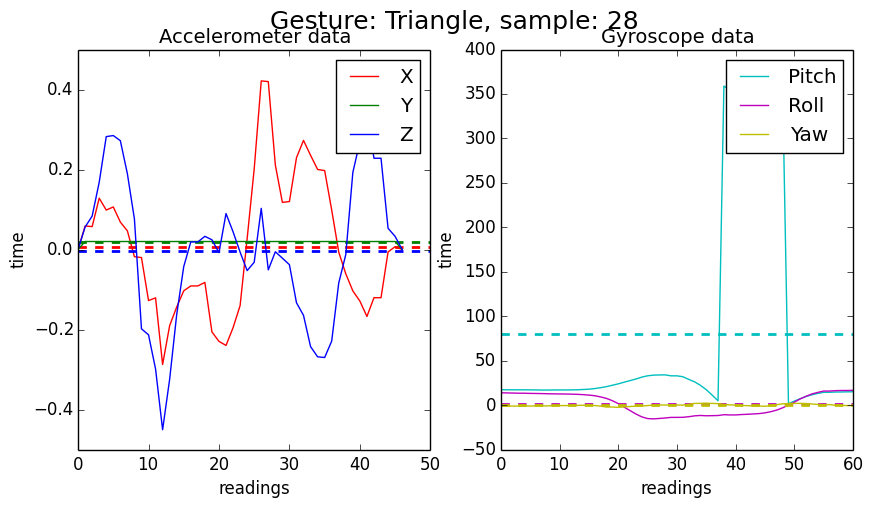 Gesture: Triangle, sample: 28
Accelerometer data
X
Y
Z
0.4
0.2
0.0
−0.2
−0.4
time
0 10 20 30 40 50
readings
Gyroscope data
Pitch
Roll
Yaw
400
350
300
250
200
150
100
50
0
−50
time
0 10 20 30 40 50 60
readings